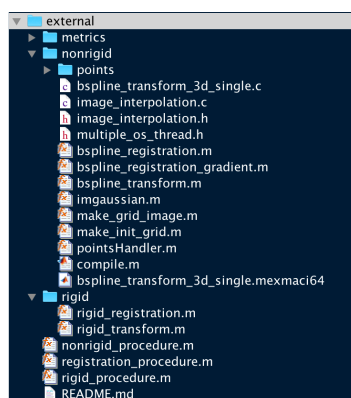 external
metrics
nonrigid
points
c bspline_transform_3d_single.c
c image_interpolation.c
h image_interpolation.h
h multiple_os_thread.h
bspline_registration.m
bspline_registration_gradient.m
bspline_transform.m
imgaussian.m
make_grid_image.m
make_init_grid.m
pointsHandler.m
compile.m
bspline_transform_3d_single.mexmaci64
rigid
rigid_registration.m
rigid_transform.m
nonrigid_procedure.m
registration_procedure.m
rigid_procedure.m
README.md